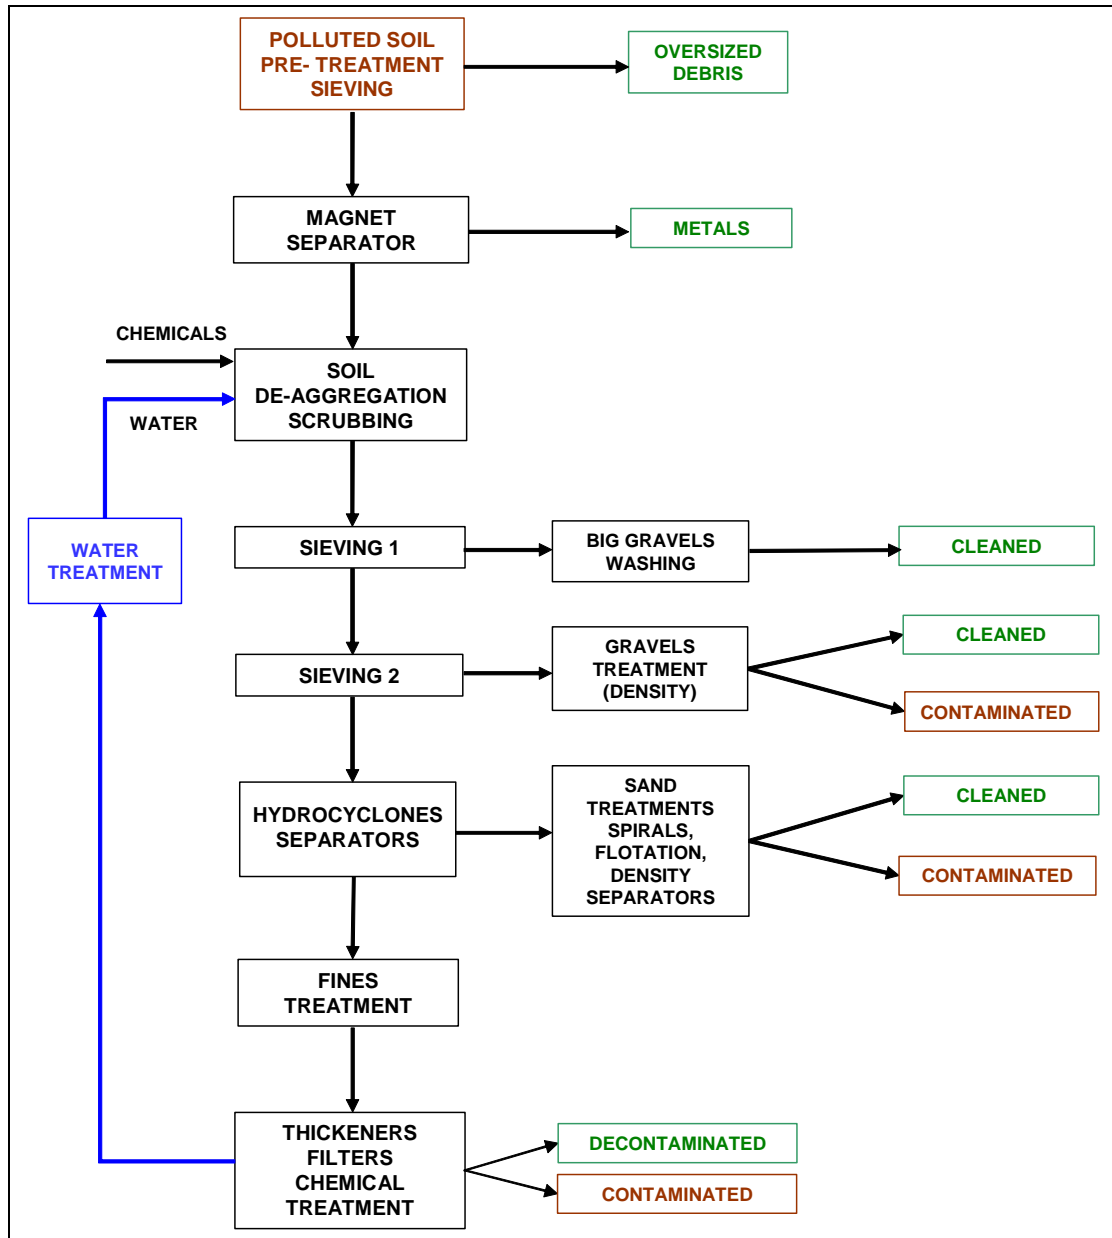 POLLUTED SOIL
PRE- TREATMENT
SIEVING
OVERSIZED
DEBRIS
MAGNET
SEPARATOR
METALS
CHEMICALS
SOIL
DE-AGGREGATION
SCRUBBING
WATER
WATER
TREATMENT
SIEVING 1
BIG GRAVELS
WASHING
CLEANED
SIEVING 2
GRAVELS
TREATMENT
(DENSITY)
CLEANED
CONTAMINATED
HYDROCYCLONES
SEPARATORS
SAND
TREATMENTS
SPIRALS,
FLOTATION,
DENSITY
SEPARATORS
CLEANED
CONTAMINATED
FINES
TREATMENT
THICKENERS
FILTERS
CHEMICAL
TREATMENT
DECONTAMINATED
CONTAMINATED